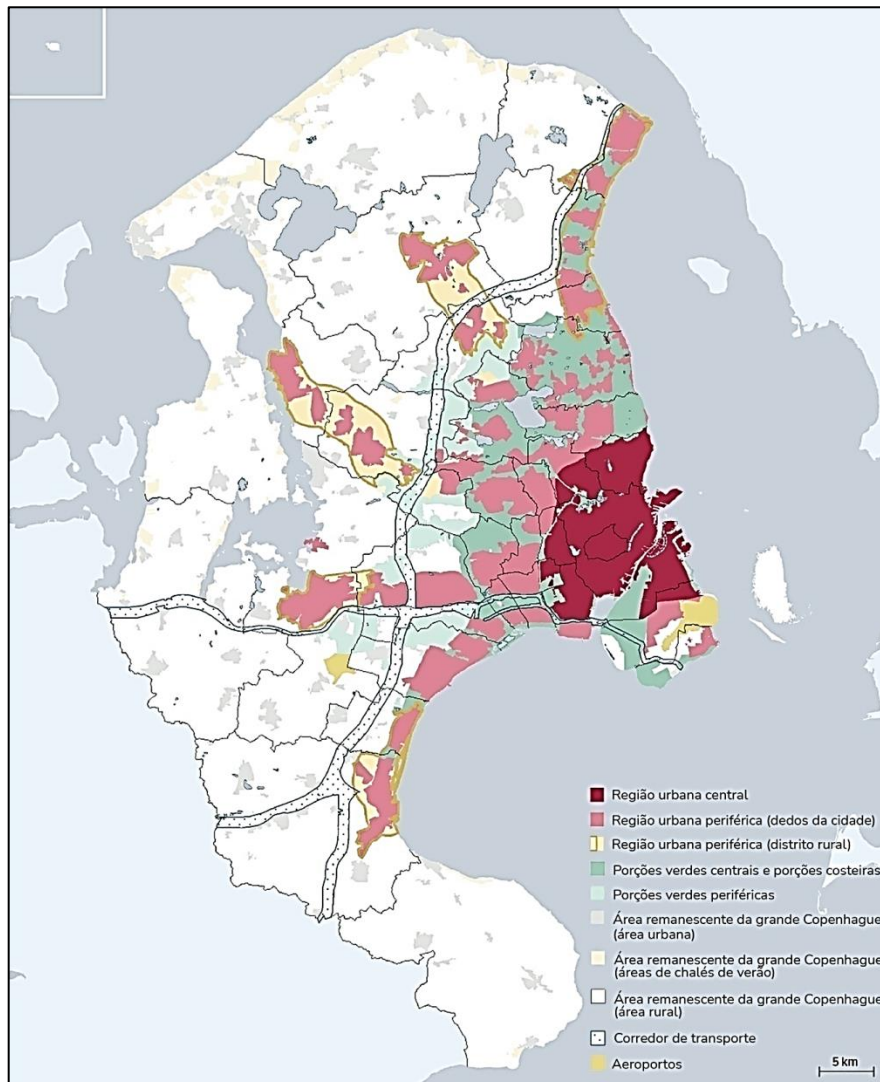 Região urbana central
Região urbana periférica (dedos da cidade)
Região urbana periférica (distrito rural)
Porções verdes centrais e porções costeiras
Porções verdes periféricas
Área remanescente da grande Copenhague
(área urbana)
Área remanescente da grande Copenhague
(áreas de chalés de verão)
Área remanescente da grande Copenhague
(área rural)
Corredor de transporte
Aeroportos
5 km